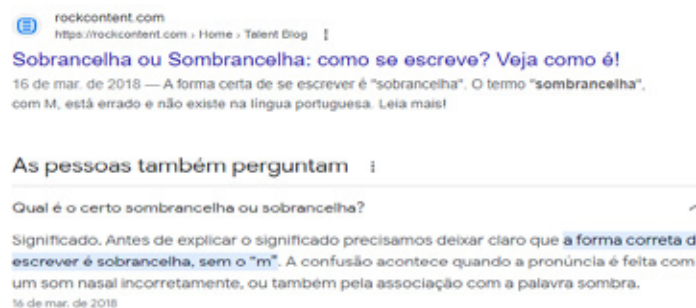 rockcontent.com
https://rockcontent.com › Home › Talent Blog
Sobrancelha ou Sombrancelha: como se escreve? Veja como é!
16 de mar. de 2018 — A forma certa de se escrever é "sobrancelha". O termo "sombrancelha",
com M, está errado e não existe na língua portuguesa. Leia mais!
As pessoas também perguntam
Qual é o certo sombrancelha ou sobrancelha?
Significado. Antes de explicar o significado precisamos deixar claro que a forma correta d
escrever é sobrancelha, sem o "m". A confusão acontece quando a pronúncia é feita com
um som nasal incorretamente, ou também pela associação com a palavra sombra.
16 de mar. de 2018